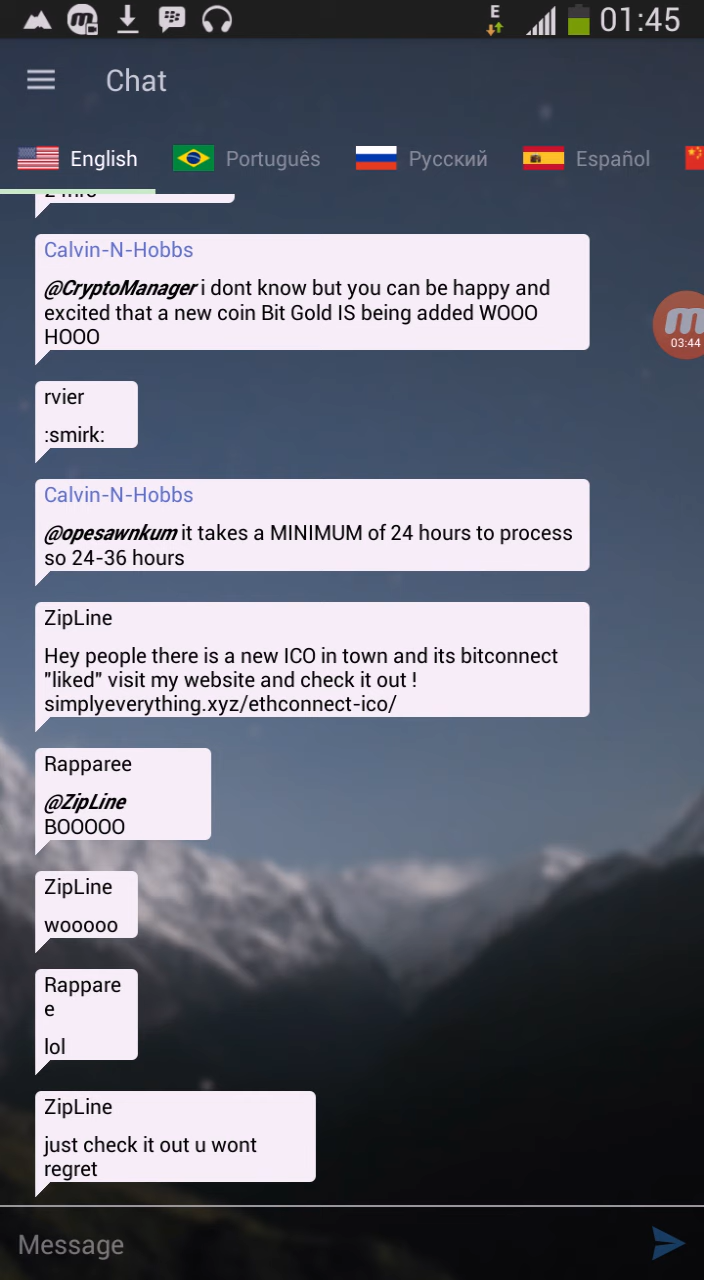 E
01:45
Chat
English
Português
Русский
Español
Calvin-N-Hobbs
@CryptoManager i dont know but you can be happy and
excited that a new coin Bit Gold IS being added WOOO
HOOO
m
03:44
rvier
:smirk:
Calvin-N-Hobbs
@opesawnkum it takes a MINIMUM of 24 hours to process
so 24-36 hours
ZipLine
Hey people there is a new ICO in town and its bitconnect
"liked" visit my website and check it out !
simplyeverything.xyz/ethconnect-ico/
Rapparee
@ZipLine
BOOOOO
ZipLine
wooooo
Rappare
e
lol
ZipLine
just check it out u wont
regret
Message